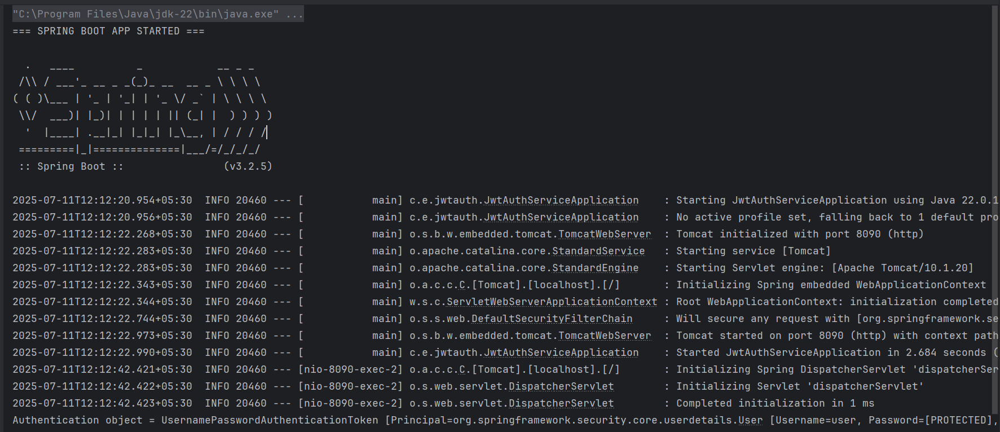 "C:\Program Files\Java\jdk-22\bin\java.exe" ...
=== SPRING BOOT APP STARTED ===
  .   ____          _            __ _ _
 /\\ / ___'_ __ _ _(_)_ __  __ _ \ \ \ \
( ( )\___ | '_ | '_| | '_ \/ _` | \ \ \ \
 \\/  ___)| |_)| | | | | || (_| |  ) ) ) )
  '  |____| .__|_| |_|_| |_\__, | / / / /
 =========|_|==============|___/=/_/_/_/
 :: Spring Boot ::                (v3.2.5)
2025-07-11T12:12:20.954+05:30  INFO 20460 --- [           main] c.e.jwtauth.JwtAuthServiceApplication    : Starting JwtAuthServiceApplication using Java 22.0.1
2025-07-11T12:12:20.956+05:30  INFO 20460 --- [           main] c.e.jwtauth.JwtAuthServiceApplication    : No active profile set, falling back to 1 default pro
2025-07-11T12:12:22.268+05:30  INFO 20460 --- [           main] o.s.b.w.embedded.tomcat.TomcatWebServer  : Tomcat initialized with port 8090 (http)
2025-07-11T12:12:22.283+05:30  INFO 20460 --- [           main] o.apache.catalina.core.StandardService   : Starting service [Tomcat]
2025-07-11T12:12:22.283+05:30  INFO 20460 --- [           main] o.apache.catalina.core.StandardEngine    : Starting Servlet engine: [Apache Tomcat/10.1.20]
2025-07-11T12:12:22.343+05:30  INFO 20460 --- [           main] o.a.c.c.C.[Tomcat].[localhost].[/]       : Initializing Spring embedded WebApplicationContext
2025-07-11T12:12:22.344+05:30  INFO 20460 --- [           main] w.s.c.ServletWebServerApplicationContext : Root WebApplicationContext: initialization completed
2025-07-11T12:12:22.744+05:30  INFO 20460 --- [           main] o.s.s.web.DefaultSecurityFilterChain     : Will secure any request with [org.springframework.se
2025-07-11T12:12:22.973+05:30  INFO 20460 --- [           main] o.s.b.w.embedded.tomcat.TomcatWebServer  : Tomcat started on port 8090 (http) with context path
2025-07-11T12:12:22.990+05:30  INFO 20460 --- [           main] c.e.jwtauth.JwtAuthServiceApplication    : Started JwtAuthServiceApplication in 2.684 seconds (
2025-07-11T12:12:42.421+05:30  INFO 20460 --- [nio-8090-exec-2] o.a.c.c.C.[Tomcat].[localhost].[/]       : Initializing Spring DispatcherServlet 'dispatcherSer
2025-07-11T12:12:42.422+05:30  INFO 20460 --- [nio-8090-exec-2] o.s.web.servlet.DispatcherServlet        : Initializing Servlet 'dispatcherServlet'
2025-07-11T12:12:42.423+05:30  INFO 20460 --- [nio-8090-exec-2] o.s.web.servlet.DispatcherServlet        : Completed initialization in 1 ms
Authentication object = UsernamePasswordAuthenticationToken [Principal=org.springframework.security.core.userdetails.User [Username=user, Password=[PROTECTED],